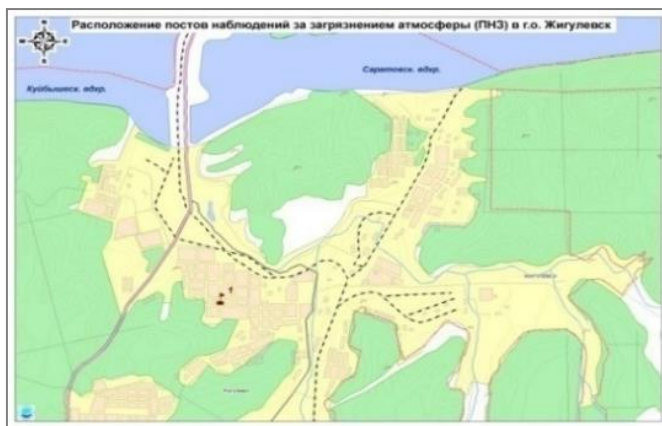 Расположение постов наблюдений за загрязнением атмосферы (ПНЗ) в г.о. Жигулевск
Саратовск. вдхр.
Куйбышевск. вдхр.